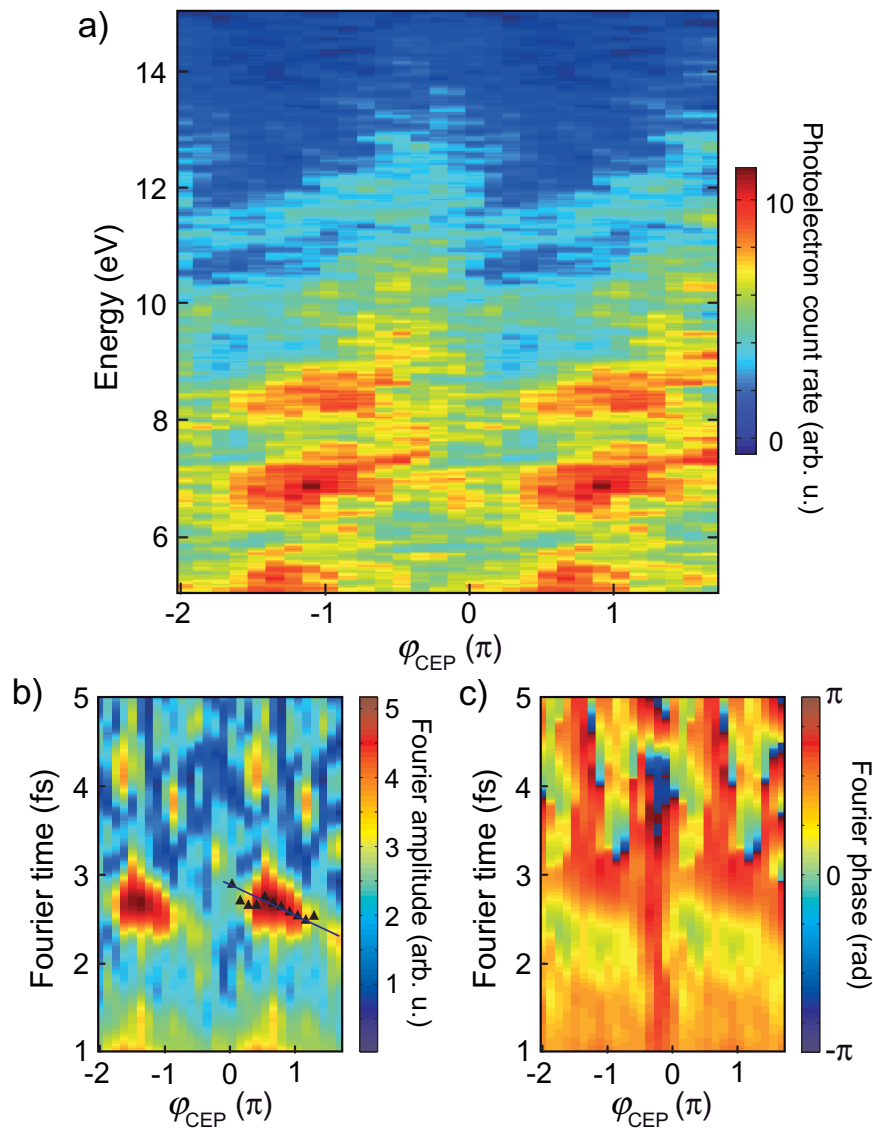 a)
14
12
10
8
6
Energy (eV)
-2
-1
0
1
φCEP (π)
10
0
Photoelectron count rate (arb. u.)
b)
5
4
3
2
1
Fourier time (fs)
-2
-1
0
1
φCEP (π)
5
4
3
2
1
Fourier amplitude (arb. u.)
c)
5
4
3
2
1
Fourier time (fs)
-2
-1
0
1
φCEP (π)
π
0
-π
Fourier phase (rad)